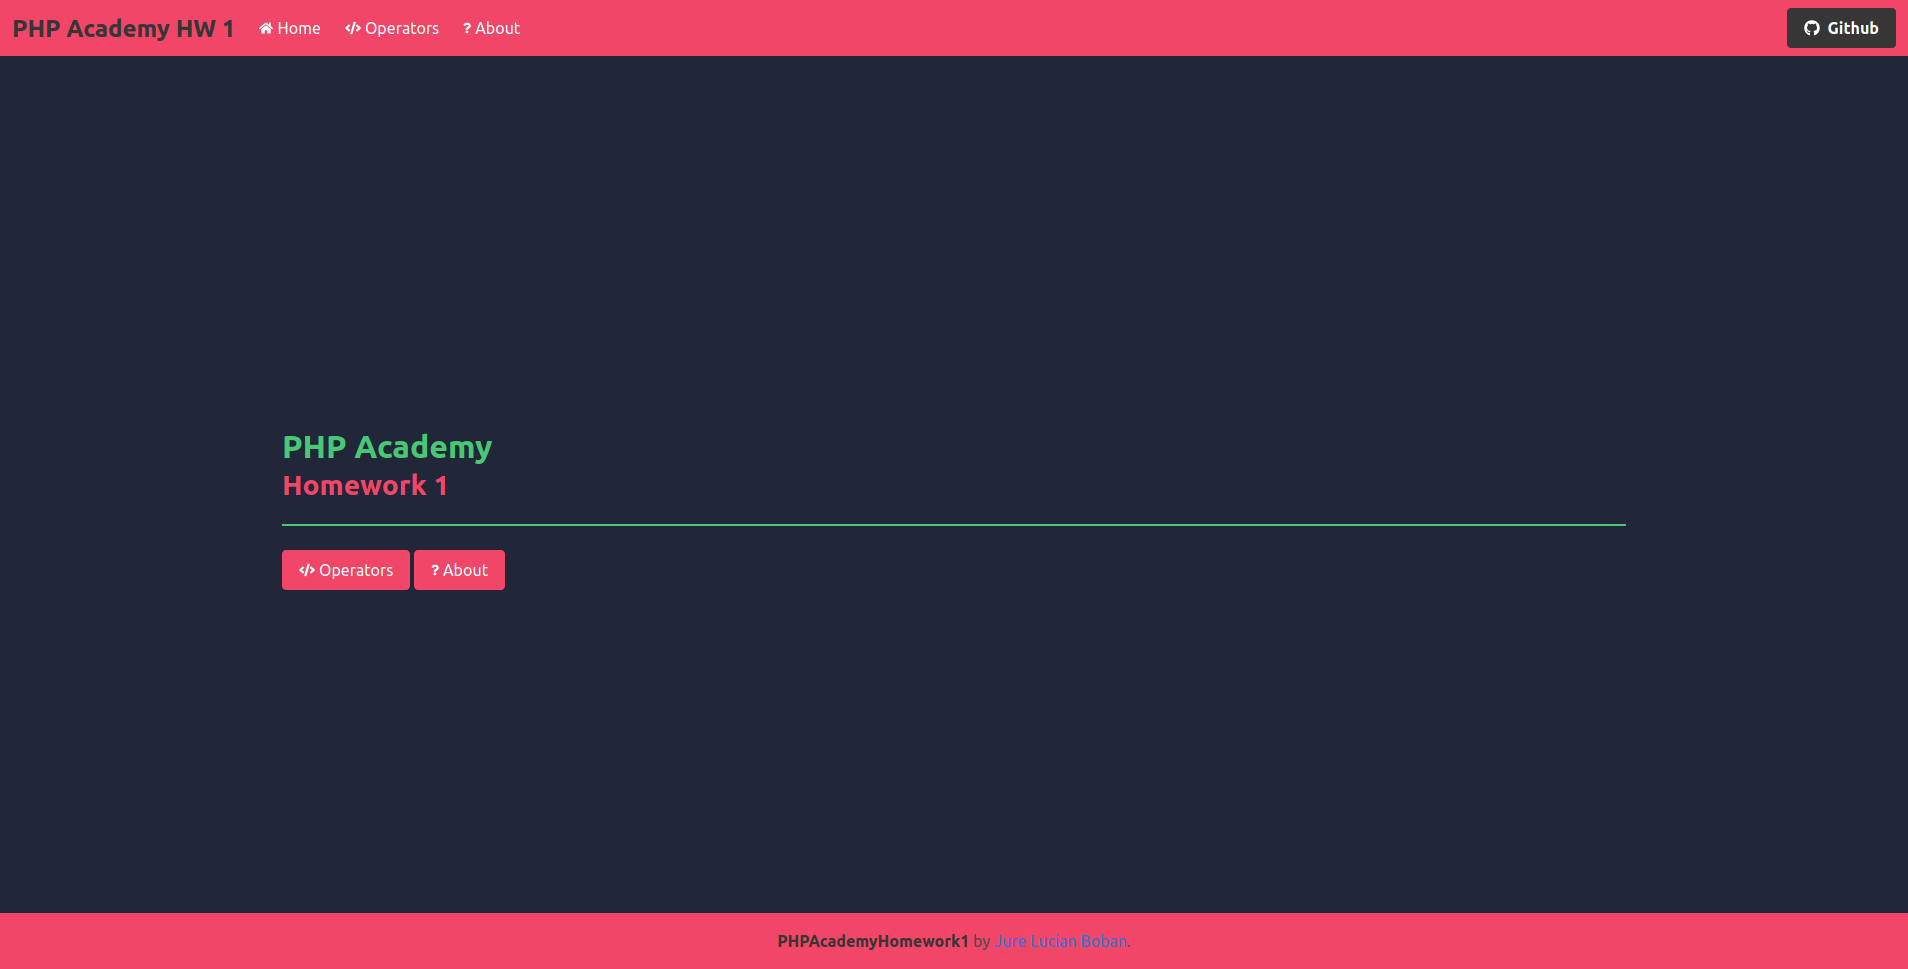 PHP Academy HW 1 Home Operators ? About Github
PHP Academy
Homework 1
Operators ? About
PHPAcademyHomework1 by Jure Lucian Boban.